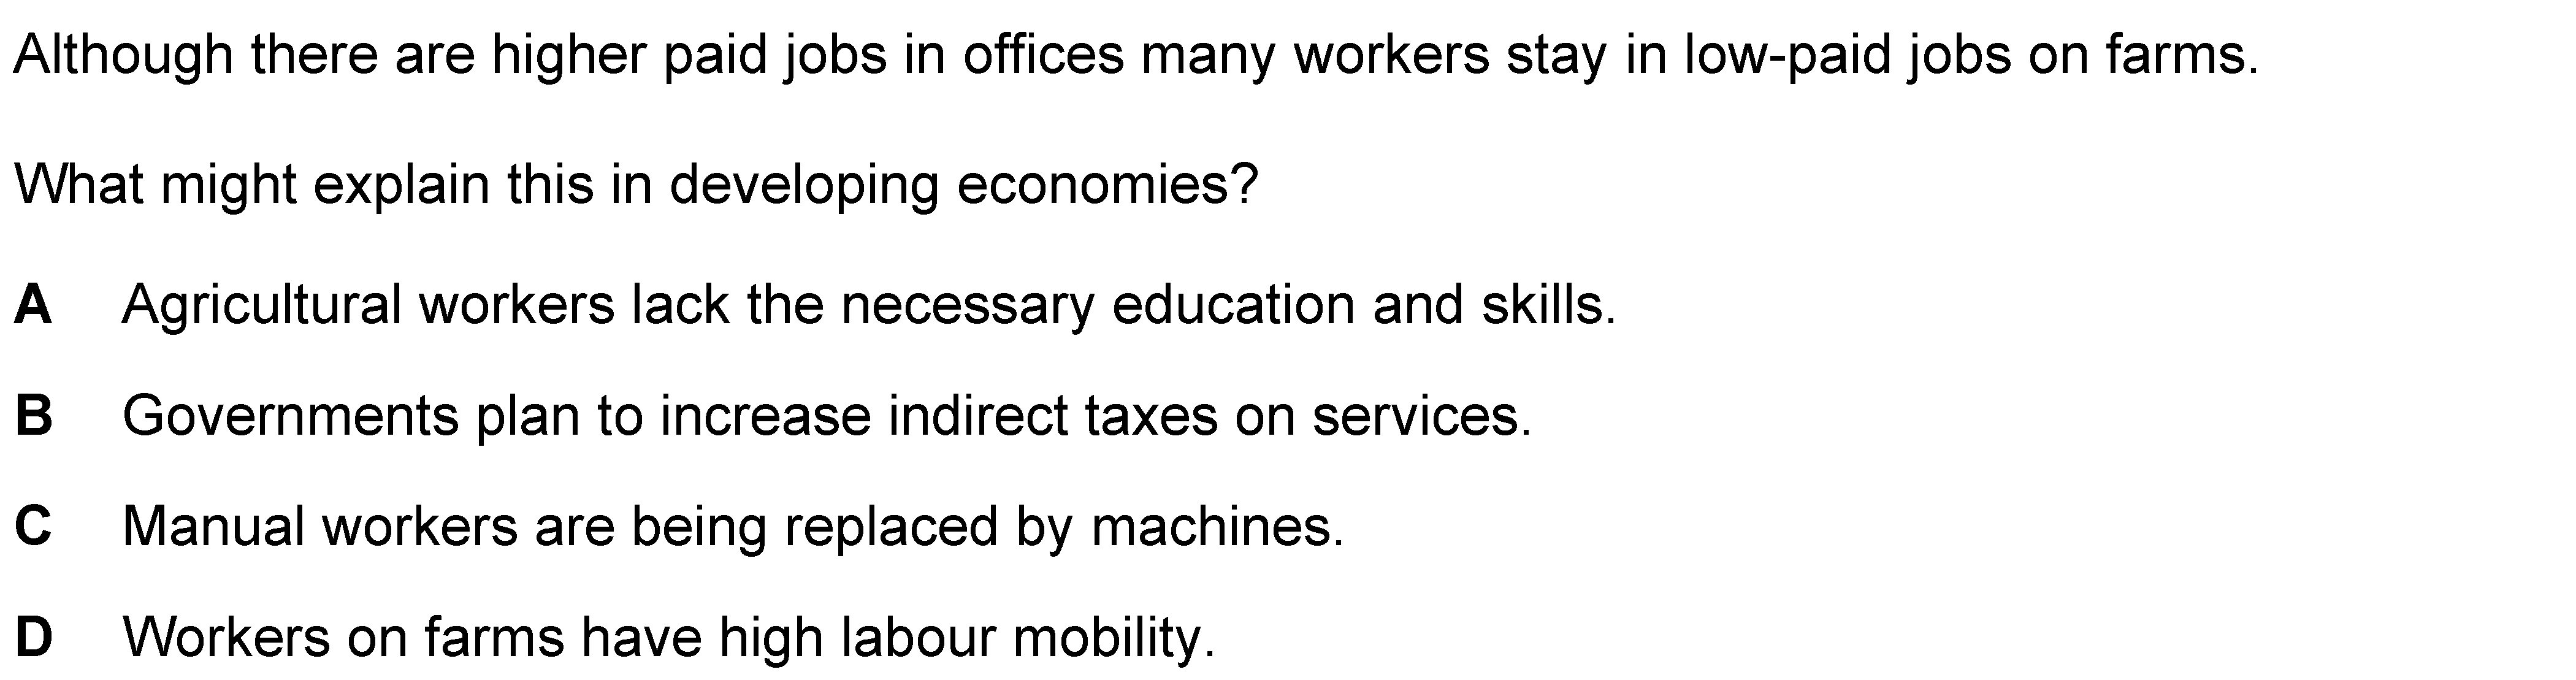 Although there are higher paid jobs in offices many workers stay in low-paid jobs on farms.
What might explain this in developing economies?
A Agricultural workers lack the necessary education and skills.
B Governments plan to increase indirect taxes on services.
C Manual workers are being replaced by machines.
D Workers on farms have high labour mobility.